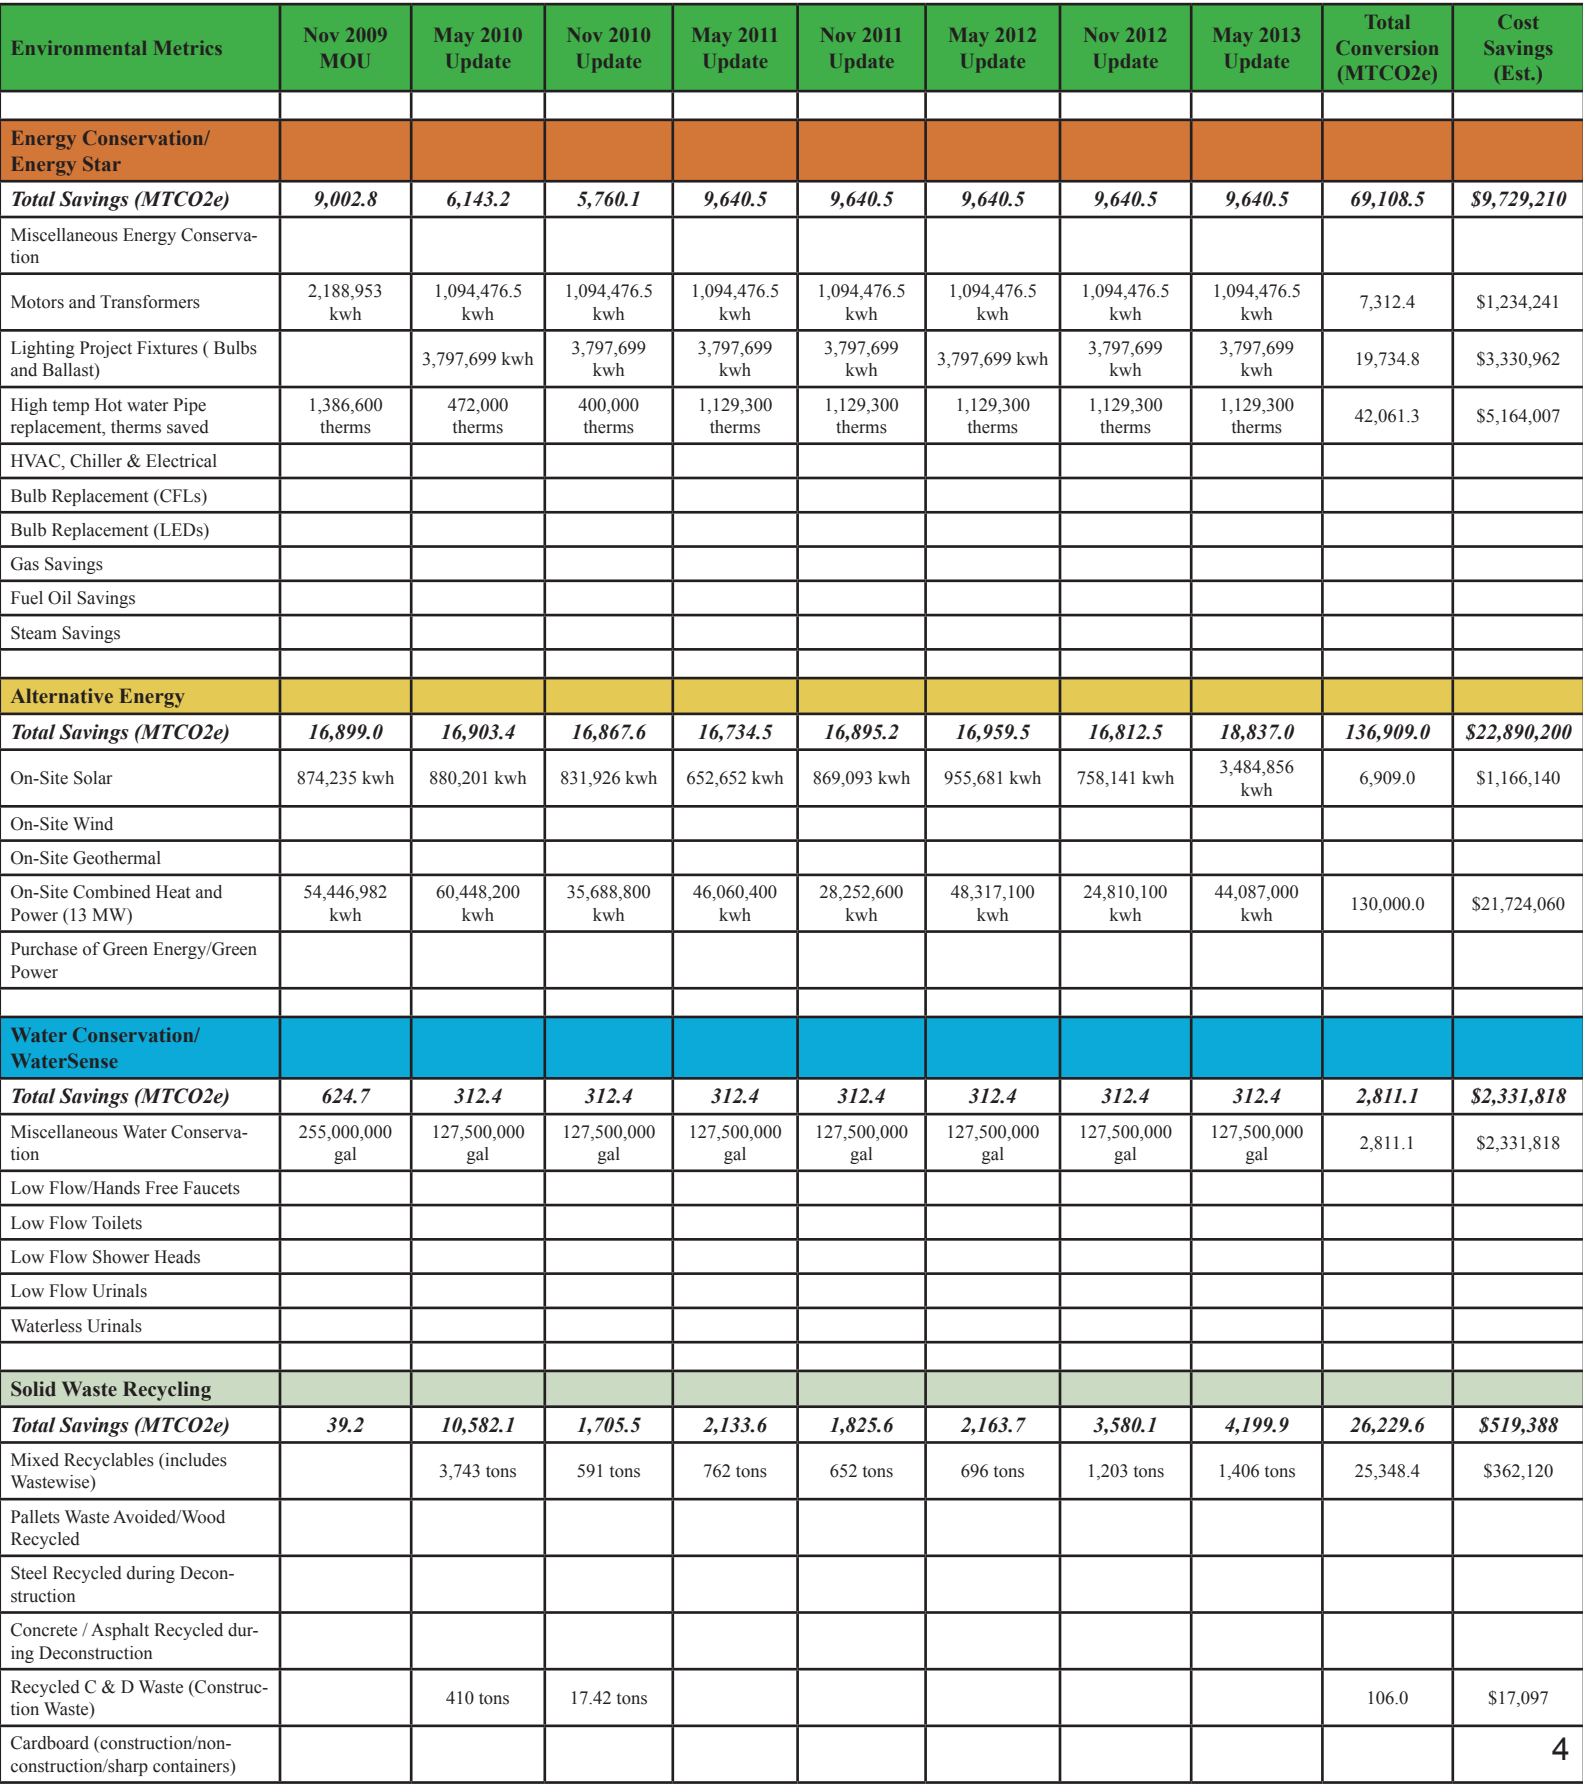 Environmental Metrics Nov 2009 MOU May 2010 Update Nov 2010 Update May 2011 Update Nov 2011 Update May 2012 Update Nov 2012 Update May 2013 Update Total Conversion (MTCO2e) Cost Savings (Est.)
Energy Conservation/
Energy Star
Total Savings (MTCO2e) 9,002.8 6,143.2 5,760.1 9,640.5 9,640.5 9,640.5 9,640.5 9,640.5 69,108.5 $9,729,210
Miscellaneous Energy Conserva-
tion
Motors and Transformers 2,188,953 kwh 1,094,476.5 kwh 1,094,476.5 kwh 1,094,476.5 kwh 1,094,476.5 kwh 1,094,476.5 kwh 1,094,476.5 kwh 1,094,476.5 kwh 7,312.4 $1,234,241
Lighting Project Fixtures ( Bulbs
and Ballast) 3,797,699 kwh 3,797,699 kwh 3,797,699 kwh 3,797,699 kwh 3,797,699 kwh 3,797,699 kwh 3,797,699 kwh 19,734.8 $3,330,962
High temp Hot water Pipe
replacement, therms saved 1,386,600 therms 472,000 therms 400,000 therms 1,129,300 therms 1,129,300 therms 1,129,300 therms 1,129,300 therms 1,129,300 therms 42,061.3 $5,164,007
HVAC, Chiller & Electrical
Bulb Replacement (CFLs)
Bulb Replacement (LEDs)
Gas Savings
Fuel Oil Savings
Steam Savings
Alternative Energy
Total Savings (MTCO2e) 16,899.0 16,903.4 16,867.6 16,734.5 16,895.2 16,959.5 16,812.5 18,837.0 136,909.0 $22,890,200
On-Site Solar 874,235 kwh 880,201 kwh 831,926 kwh 652,652 kwh 869,093 kwh 955,681 kwh 758,141 kwh 3,484,856 kwh 6,909.0 $1,166,140
On-Site Wind
On-Site Geothermal
On-Site Combined Heat and
Power (13 MW) 54,446,982 kwh 60,448,200 kwh 35,688,800 kwh 46,060,400 kwh 28,252,600 kwh 48,317,100 kwh 24,810,100 kwh 44,087,000 kwh 130,000.0 $21,724,060
Purchase of Green Energy/Green
Power
Water Conservation/
WaterSense
Total Savings (MTCO2e) 624.7 312.4 312.4 312.4 312.4 312.4 312.4 312.4 2,811.1 $2,331,818
Miscellaneous Water Conserva-
tion 255,000,000 gal 127,500,000 gal 127,500,000 gal 127,500,000 gal 127,500,000 gal 127,500,000 gal 127,500,000 gal 127,500,000 gal 2,811.1 $2,331,818
Low Flow/Hands Free Faucets
Low Flow Toilets
Low Flow Shower Heads
Low Flow Urinals
Waterless Urinals
Solid Waste Recycling
Total Savings (MTCO2e) 39.2 10,582.1 1,705.5 2,133.6 1,825.6 2,163.7 3,580.1 4,199.9 26,229.6 $519,388
Mixed Recyclables (includes
Wastewise) 3,743 tons 591 tons 762 tons 652 tons 696 tons 1,203 tons 1,406 tons 25,348.4 $362,120
Pallets Waste Avoided/Wood
Recycled
Steel Recycled during Decon-
struction
Concrete / Asphalt Recycled dur-
ing Deconstruction
Recycled C & D Waste (Construc-
tion Waste) 410 tons 17.42 tons 106.0 $17,097
Cardboard (construction/non-
construction/sharp containers)
4